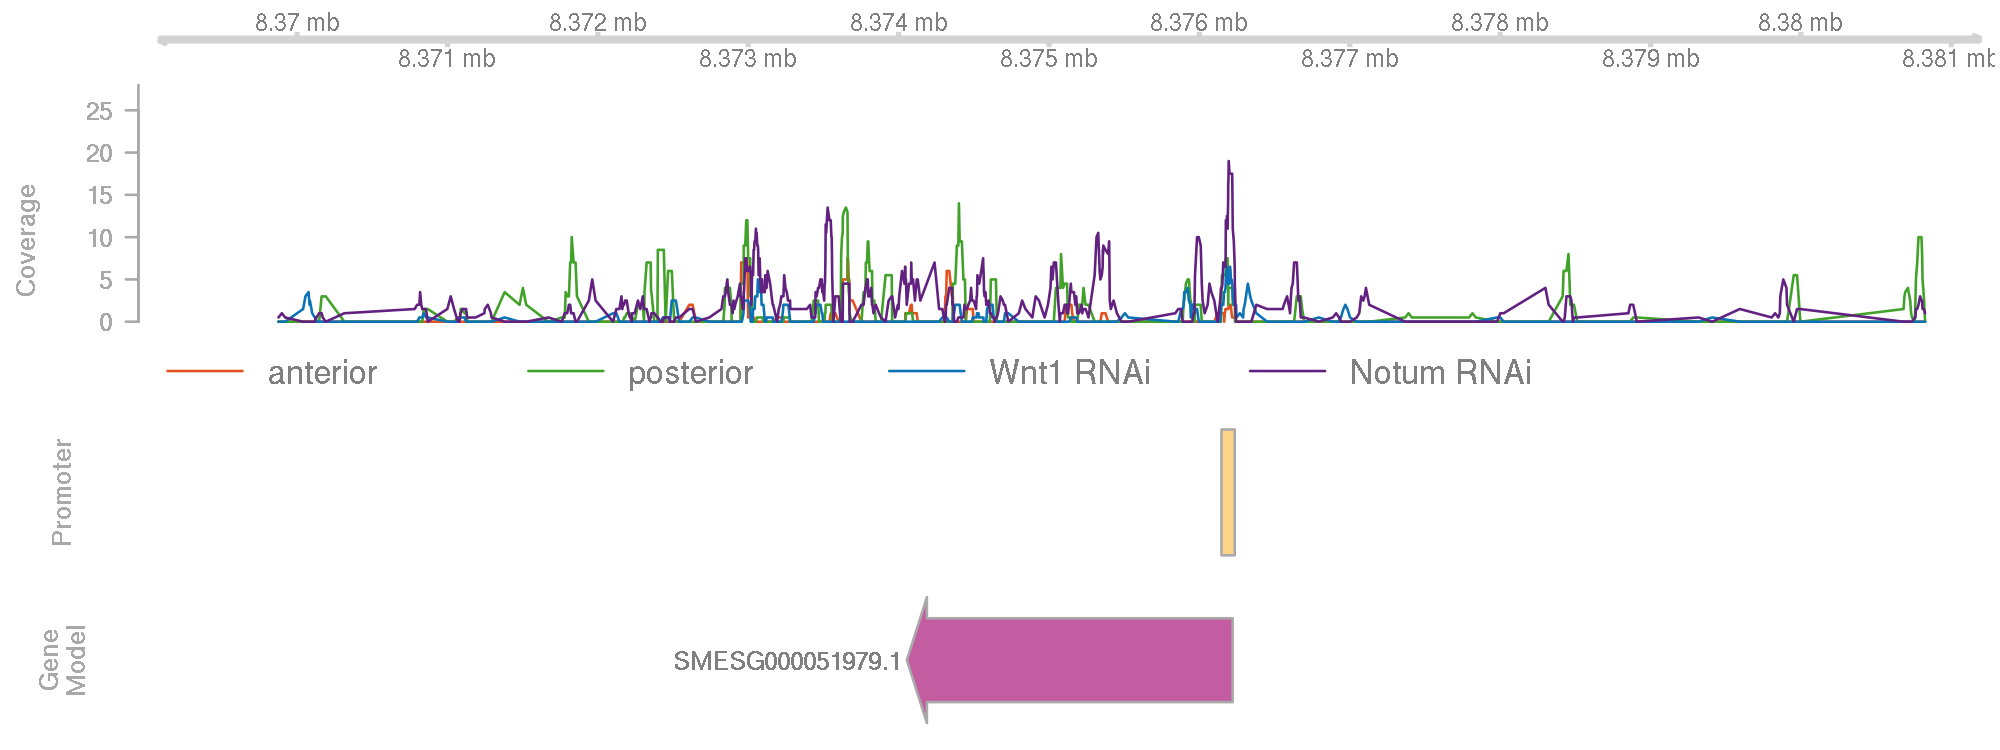 8.37 mb 8.372 mb 8.374 mb 8.376 mb 8.378 mb 8.38 mb
8.371 mb 8.373 mb 8.375 mb 8.377 mb 8.379 mb 8.381 mb
Coverage
25
20
15
10
5
0
anterior posterior Wnt1 RNAi Notum RNAi
Promoter
Gene
Model
SMESG000051979.1